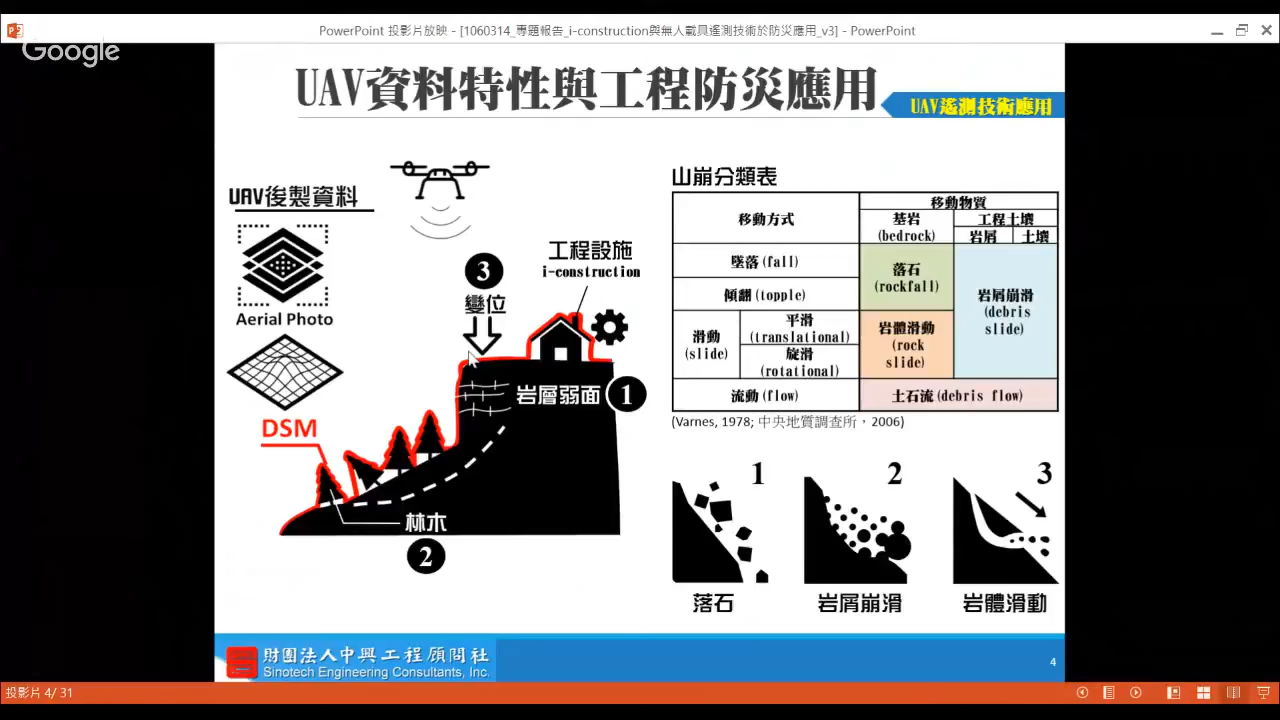 PowerPoint 投影片放映 - [1060314_專題報告_i-construction與無人載具遙測技術於防災應用_v3] - PowerPoint
Google
UAV資料特性與工程防災應用
UAV遙測技術應用
UAV後製資料
Aerial Photo
DSM
3
變位
工程設施
i-construction
岩層弱面
1
林木
2
山崩分類表
移動方式
移動物質
基岩
(bedrock)
工程土壤
岩屑
土壤
墜落(fall)
傾翻(topple)
滑動
(slide)
平滑
(translational)
旋滑
(rotational)
流動(flow)
落石
(rockfall)
岩體滑動
(rock
slide)
岩屑崩滑
(debris
slide)
土石流(debris flow)
(Varnes, 1978; 中央地質調查所，2006)
1
2
3
落石
岩屑崩滑
岩體滑動
財團法人中興工程顧問社
Sinotech Engineering Consultants, Inc.
4
投影片 4/ 31